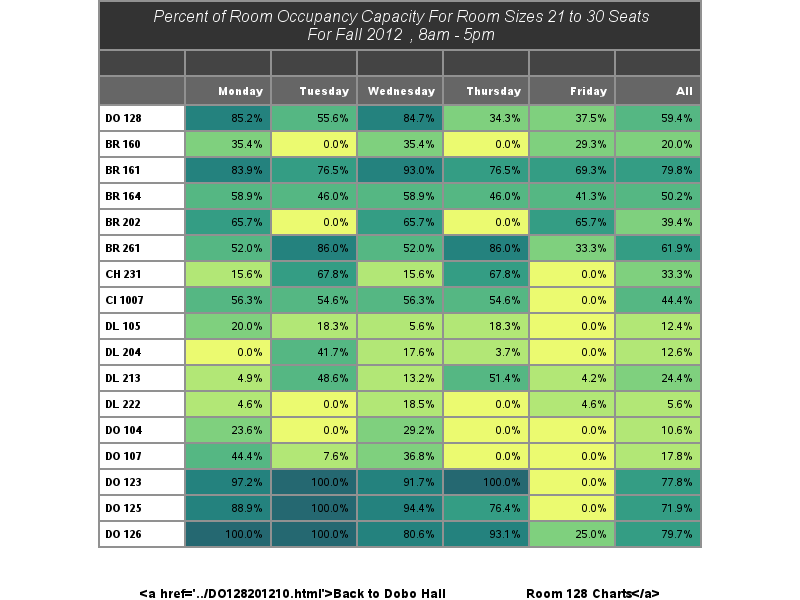 Percent of Room Occupancy Capacity For Room Sizes 21 to 30 Seats
For Fall 2012 , 8am - 5pm
Monday Tuesday Wednesday Thursday Friday All
DO 128 85.2% 55.6% 84.7% 34.3% 37.5% 59.4%
BR 160 35.4% 0.0% 35.4% 0.0% 29.3% 20.0%
BR 161 83.9% 76.5% 93.0% 76.5% 69.3% 79.8%
BR 164 58.9% 46.0% 58.9% 46.0% 41.3% 50.2%
BR 202 65.7% 0.0% 65.7% 0.0% 65.7% 39.4%
BR 261 52.0% 86.0% 52.0% 86.0% 33.3% 61.9%
CH 231 15.6% 67.8% 15.6% 67.8% 0.0% 33.3%
CI 1007 56.3% 54.6% 56.3% 54.6% 0.0% 44.4%
DL 105 20.0% 18.3% 5.6% 18.3% 0.0% 12.4%
DL 204 0.0% 41.7% 17.6% 3.7% 0.0% 12.6%
DL 213 4.9% 48.6% 13.2% 51.4% 4.2% 24.4%
DL 222 4.6% 0.0% 18.5% 0.0% 4.6% 5.6%
DO 104 23.6% 0.0% 29.2% 0.0% 0.0% 10.6%
DO 107 44.4% 7.6% 36.8% 0.0% 0.0% 17.8%
DO 123 97.2% 100.0% 91.7% 100.0% 0.0% 77.8%
DO 125 88.9% 100.0% 94.4% 76.4% 0.0% 71.9%
DO 126 100.0% 100.0% 80.6% 93.1% 25.0% 79.7%
<a href='../DO128201210.html'>Back to Dobo Hall Room 128 Charts</a>